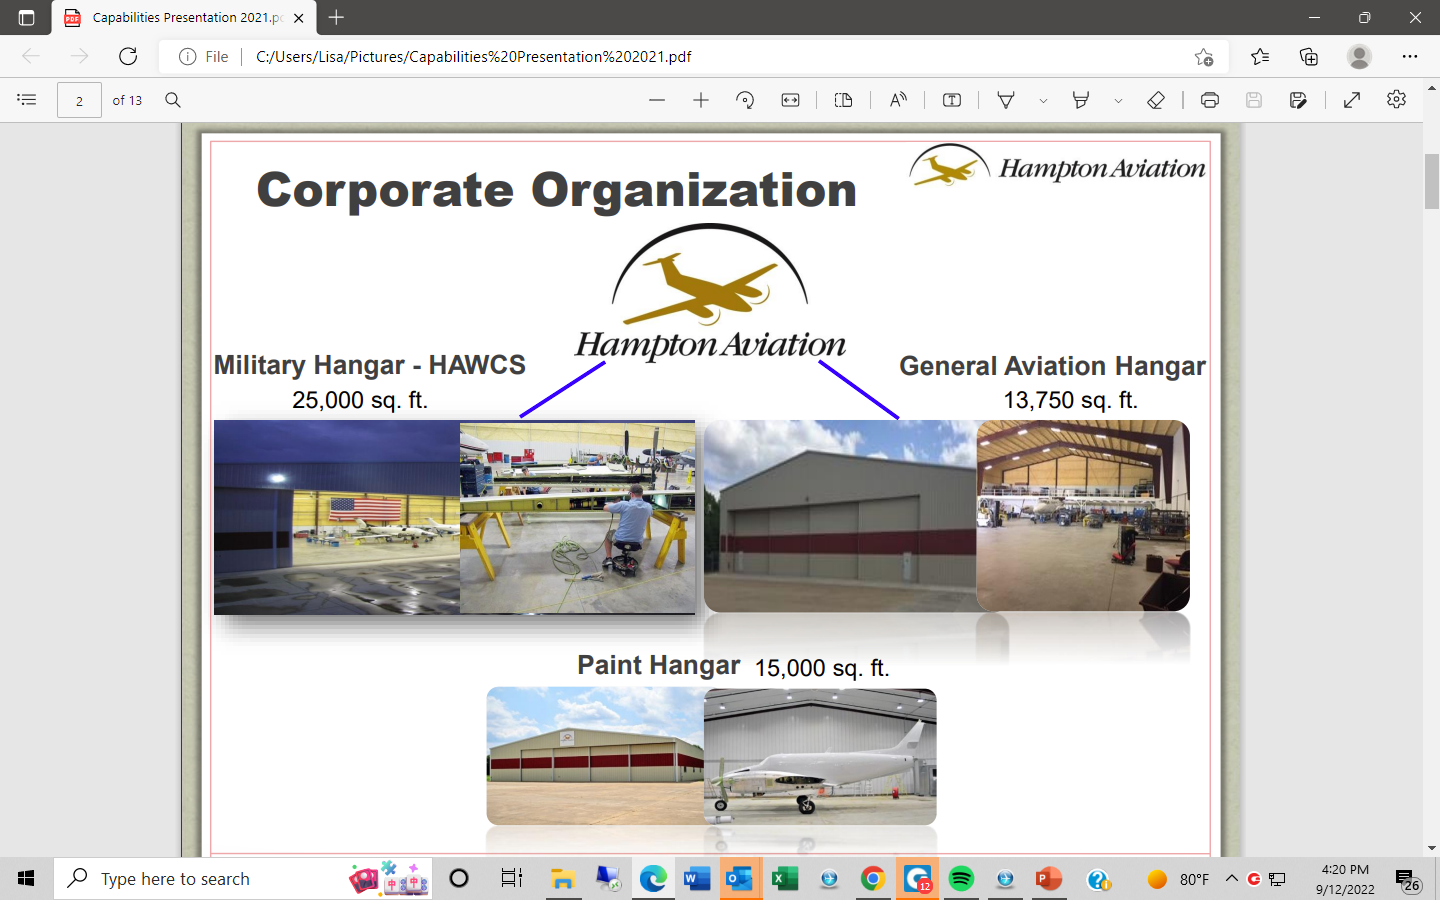 Capabilities Presentation 2021.p
File
C:/Users/Lisa/Pictures/Capabilities%20Presentation%202021.pdf
2
of 13
Corporate Organization
Hampton Aviation
Hampton Aviation
Military Hangar - HAWCS
25,000 sq. ft.
General Aviation Hangar
13,750 sq. ft.
Paint Hangar 15,000 sq. ft.
Type here to search
12
80°F
4:20 PM
9/12/2022
26